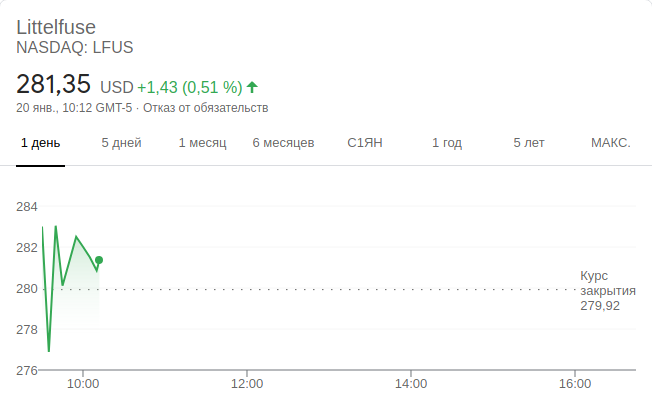 Littelfuse
NASDAQ: LFUS
281,35 USD +1,43 (0,51 %)
20 янв., 10:12 GMT-5 · Отказ от обязательств
1 день 5 дней 1 месяц 6 месяцев С1ЯН 1 год 5 лет МАКС.
284
282
280
278
276
Курс
закрытия
279,92
10:00 12:00 14:00 16:00